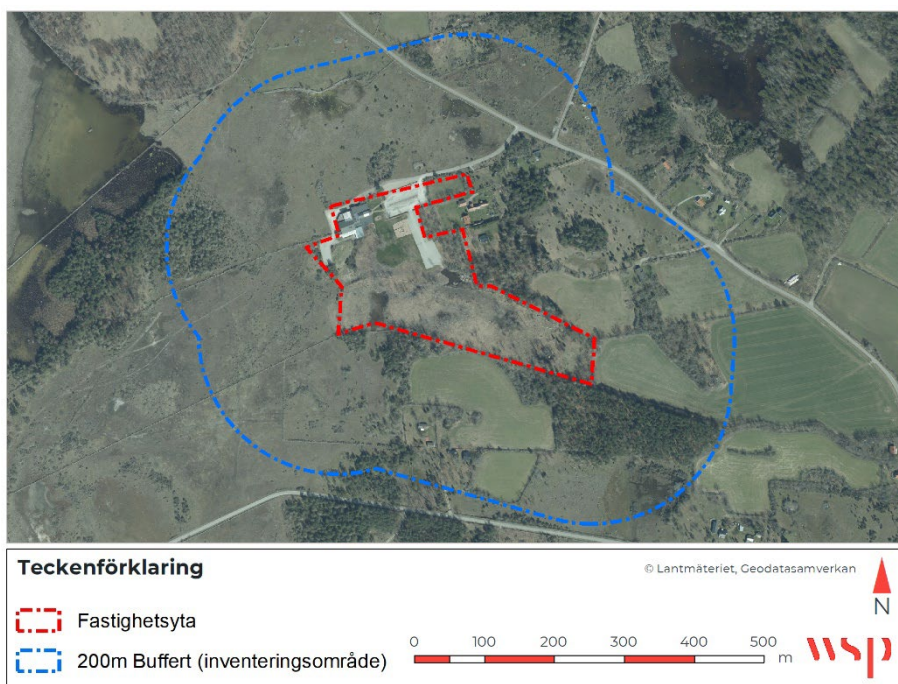 Teckenförklaring
© Lantmäteriet, Geodatasamverkan
N
Fastighetsyta
200m Buffert (inventeringsområde)
0 100 200 300 400 500
m
wsp